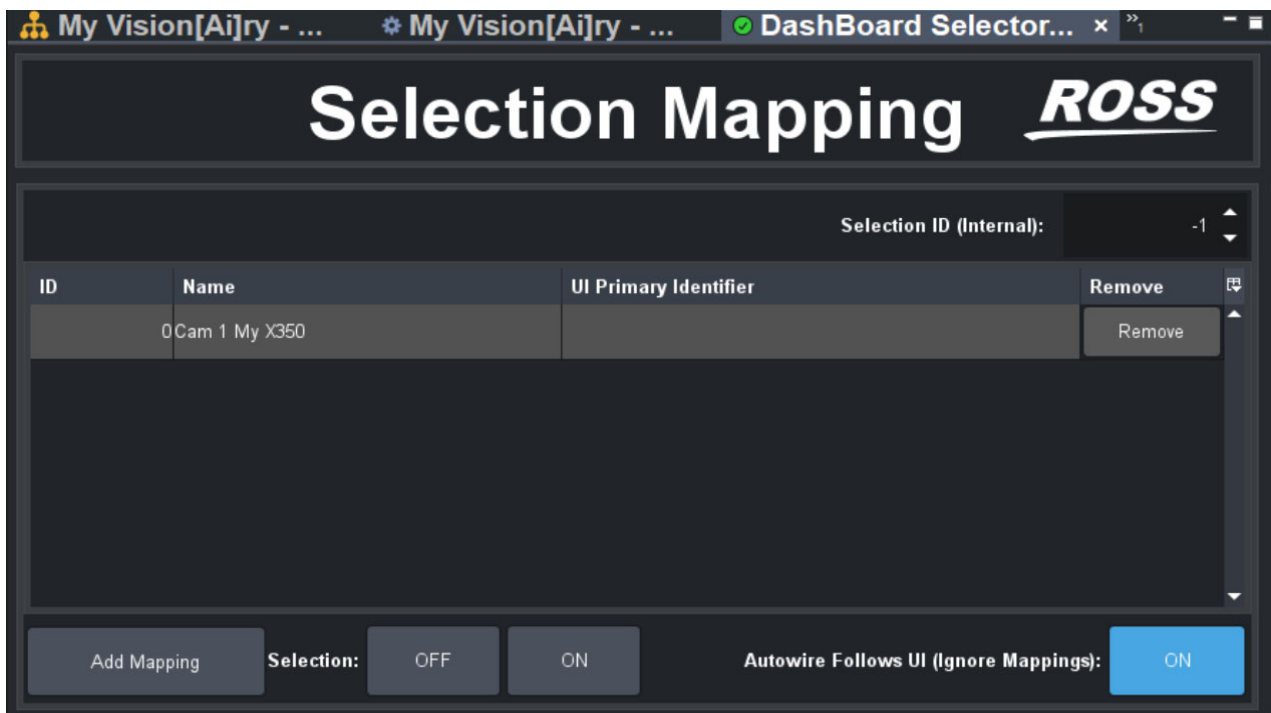 My Vision[Ai]ry - ... My Vision[Ai]ry - ... DashBoard Selector... × »1
Selection Mapping ROSS
Selection ID (Internal): -1
ID Name UI Primary Identifier Remove
0 Cam 1 My X350 Remove
Add Mapping Selection: OFF ON Autowire Follows UI (Ignore Mappings): ON